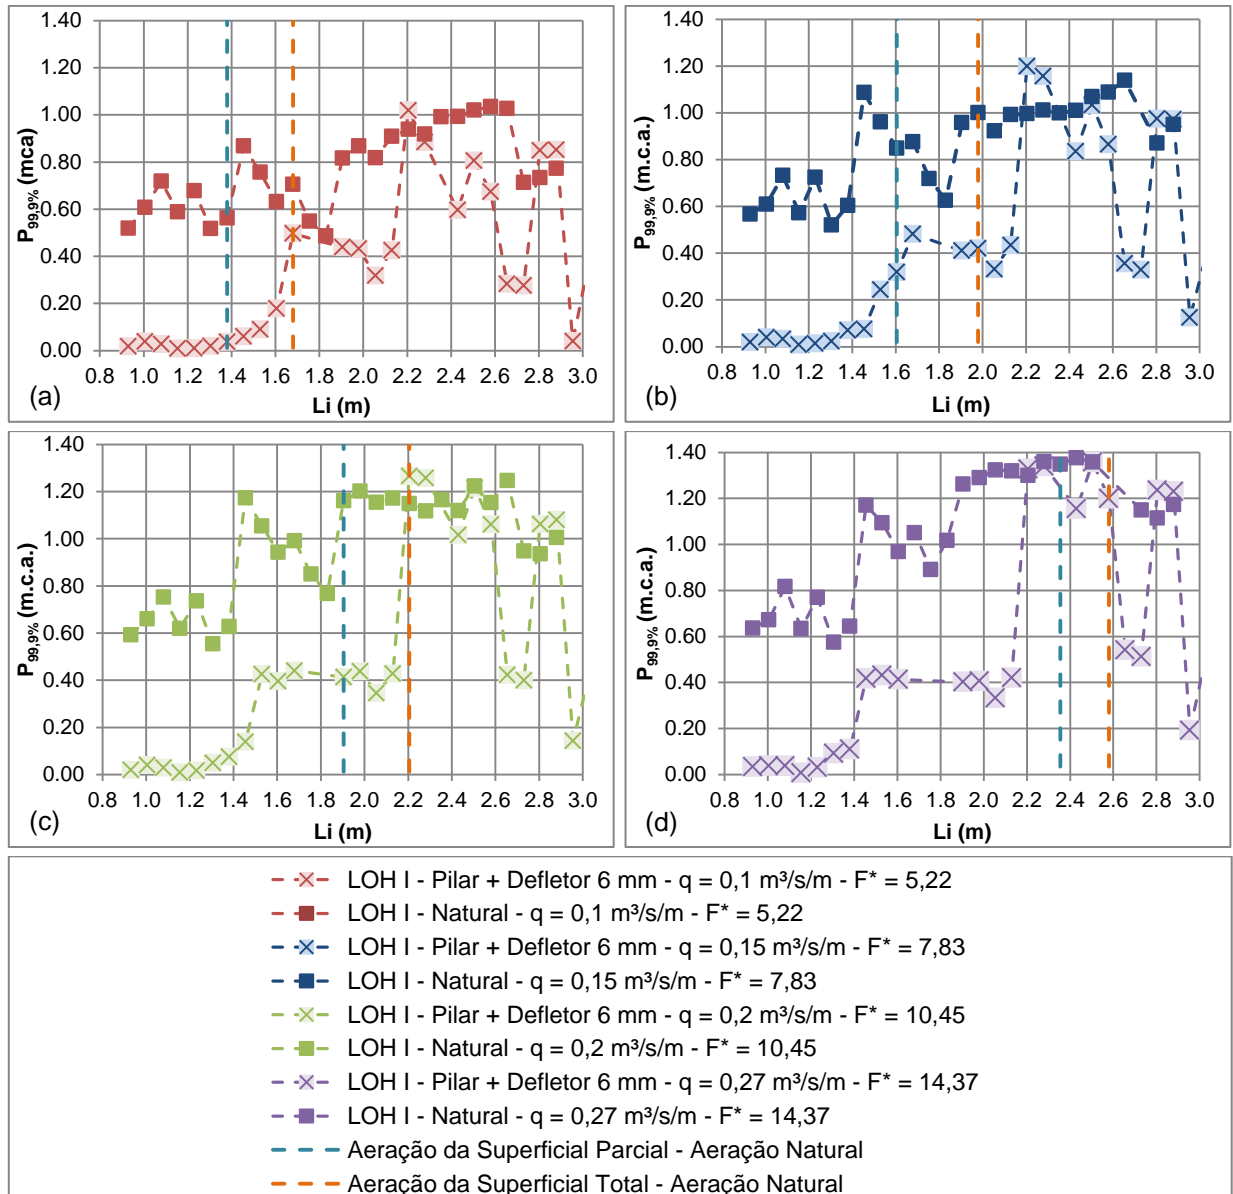 1.40
1.20
1.00
0.80
0.60
0.40
0.20
0.00
P99,9% (mca)
0.8 1.0 1.2 1.4 1.6 1.8 2.0 2.2 2.4 2.6 2.8 3.0
(a)
Li (m)
1.40
1.20
1.00
0.80
0.60
0.40
0.20
0.00
P99,9% (m.c.a.)
0.8 1.0 1.2 1.4 1.6 1.8 2.0 2.2 2.4 2.6 2.8 3.0
(b)
Li (m)
1.40
1.20
1.00
0.80
0.60
0.40
0.20
0.00
P99,9% (m.c.a.)
0.8 1.0 1.2 1.4 1.6 1.8 2.0 2.2 2.4 2.6 2.8 3.0
(c)
Li (m)
1.40
1.20
1.00
0.80
0.60
0.40
0.20
0.00
P99,9% (m.c.a.)
0.8 1.0 1.2 1.4 1.6 1.8 2.0 2.2 2.4 2.6 2.8 3.0
(d)
Li (m)
LOH I - Pilar + Defletor 6 mm - q = 0,1 m³/s/m - F* = 5,22
LOH I - Natural - q = 0,1 m³/s/m - F* = 5,22
LOH I - Pilar + Defletor 6 mm - q = 0,15 m³/s/m - F* = 7,83
LOH I - Natural - q = 0,15 m³/s/m - F* = 7,83
LOH I - Pilar + Defletor 6 mm - q = 0,2 m³/s/m - F* = 10,45
LOH I - Natural - q = 0,2 m³/s/m - F* = 10,45
LOH I - Pilar + Defletor 6 mm - q = 0,27 m³/s/m - F* = 14,37
LOH I - Natural - q = 0,27 m³/s/m - F* = 14,37
Aeração da Superficial Parcial - Aeração Natural
Aeração da Superficial Total - Aeração Natural